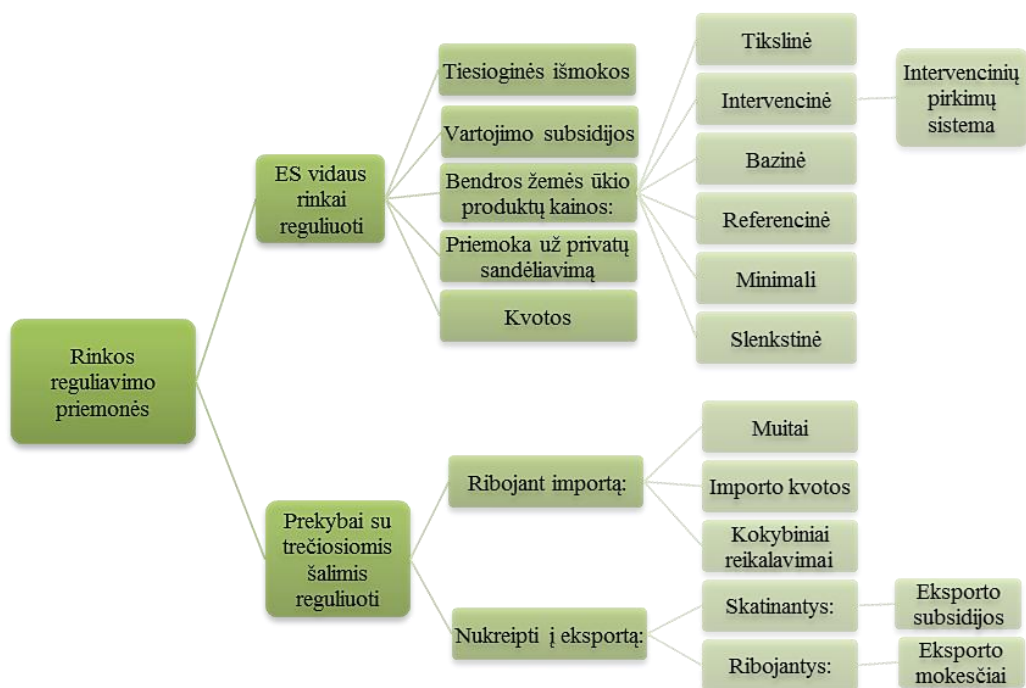 Rinkos
reguliavimo
priemonės
ES vidaus
rinkai
reguliuoti
Tiesioginės išmokos
Vartojimo subsidijos
Bendros žemės ūkio
produktų kainos:
Tikslinė
Intervencinė
Intervencinių
pirkimų
sistema
Bazinė
Referencinė
Minimali
Slenkstinė
Priemoka už privatų
sandėliavimą
Kvotos
Prekybai su
trečiosiomis
šalimis
reguliuoti
Ribojant importą:
Muitai
Importo kvotos
Kokybiniai
reikalavimai
Nukreipti į eksportą:
Skatinantys:
Eksporto
subsidijos
Ribojantys:
Eksporto
mokesčiai